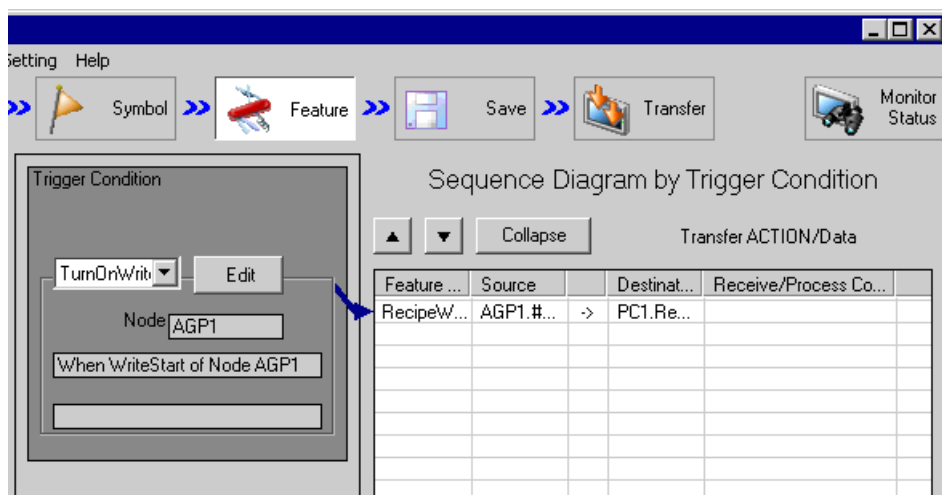 Setting Help
Symbol Feature Save Transfer Monitor
Status
Trigger Condition
Sequence Diagram by Trigger Condition
Collapse Transfer ACTION/Data
TurnOnWrit Edit
Feature ... Source Destinat... Receive/Process Co...
RecipeW... AGP1.#... -> PC1.Re...
Node AGP1
When WriteStart of Node AGP1